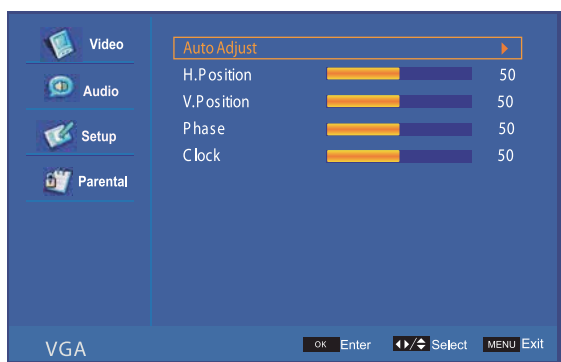 Video
Audio
Setup
Parental
Auto Adjust
H.Position 50
V.Position 50
Phase 50
Clock 50
VGA
OK Enter Select MENU Exit